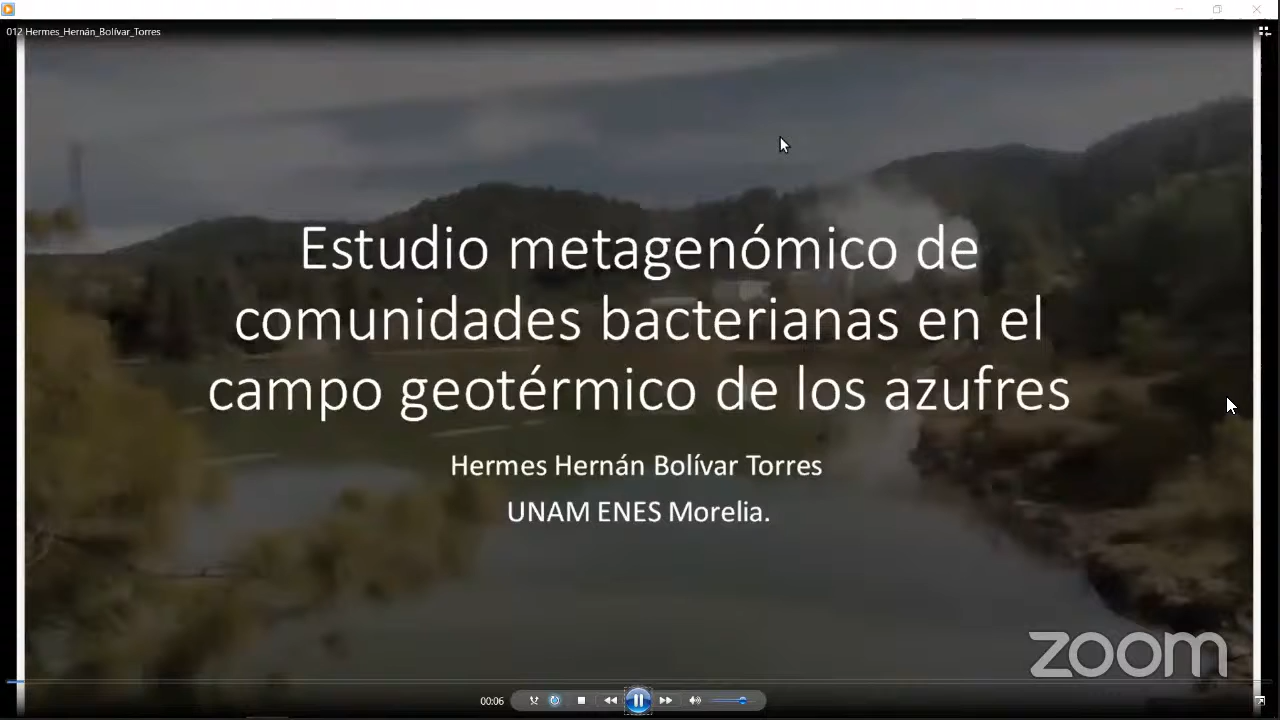 012 Hermes_Hernán_Bolívar_Torres
Estudio metagenómico de
comunidades bacterianas en el
campo geotérmico de los azufres
Hermes Hernán Bolívar Torres
UNAM ENES Morelia.
zoom
00:06